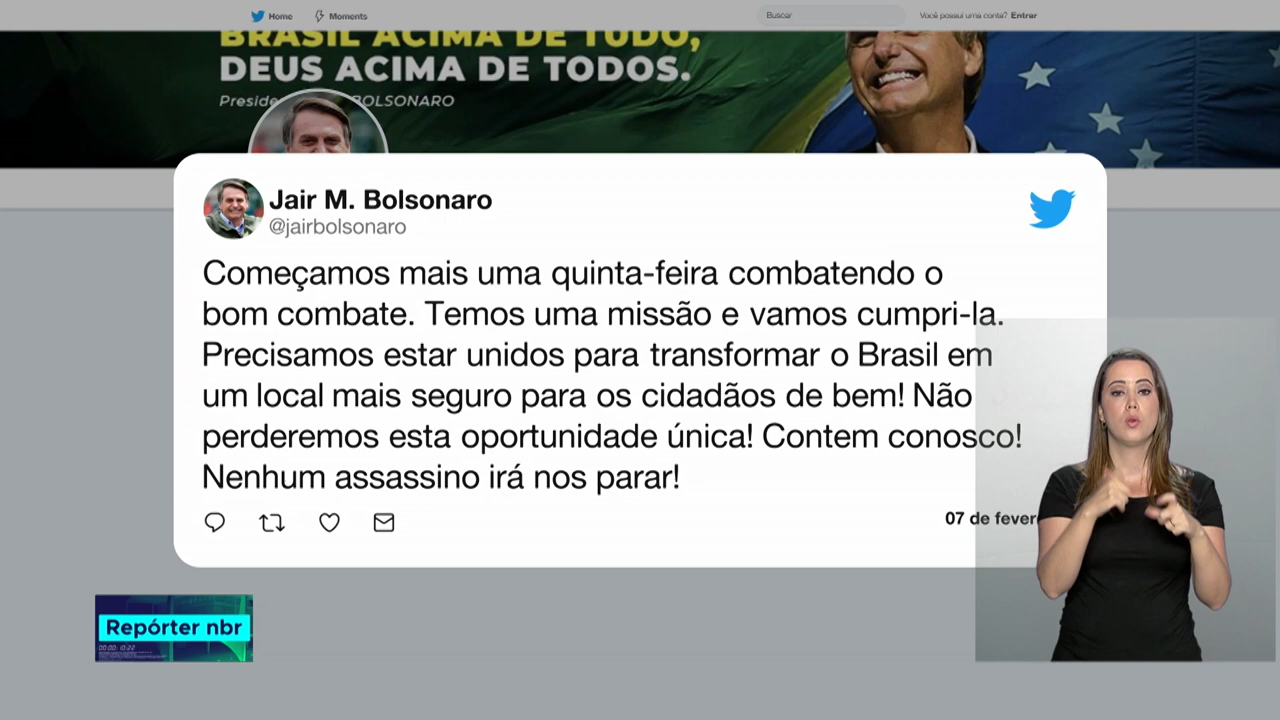 Home Moments Buscar Você possui uma conta? Entrar
BRASIL ACIMA DE TUDO,
DEUS ACIMA DE TODOS.
BOLSONARO
Jair M. Bolsonaro
@jairbolsonaro
Começamos mais uma quinta-feira combatendo o
bom combate. Temos uma missão e vamos cumpri-la.
Precisamos estar unidos para transformar o Brasil em
um local mais seguro para os cidadãos de bem! Não
perderemos esta oportunidade única! Contem conosco!
Nenhum assassino irá nos parar!
07 de fever
Repórter nbr